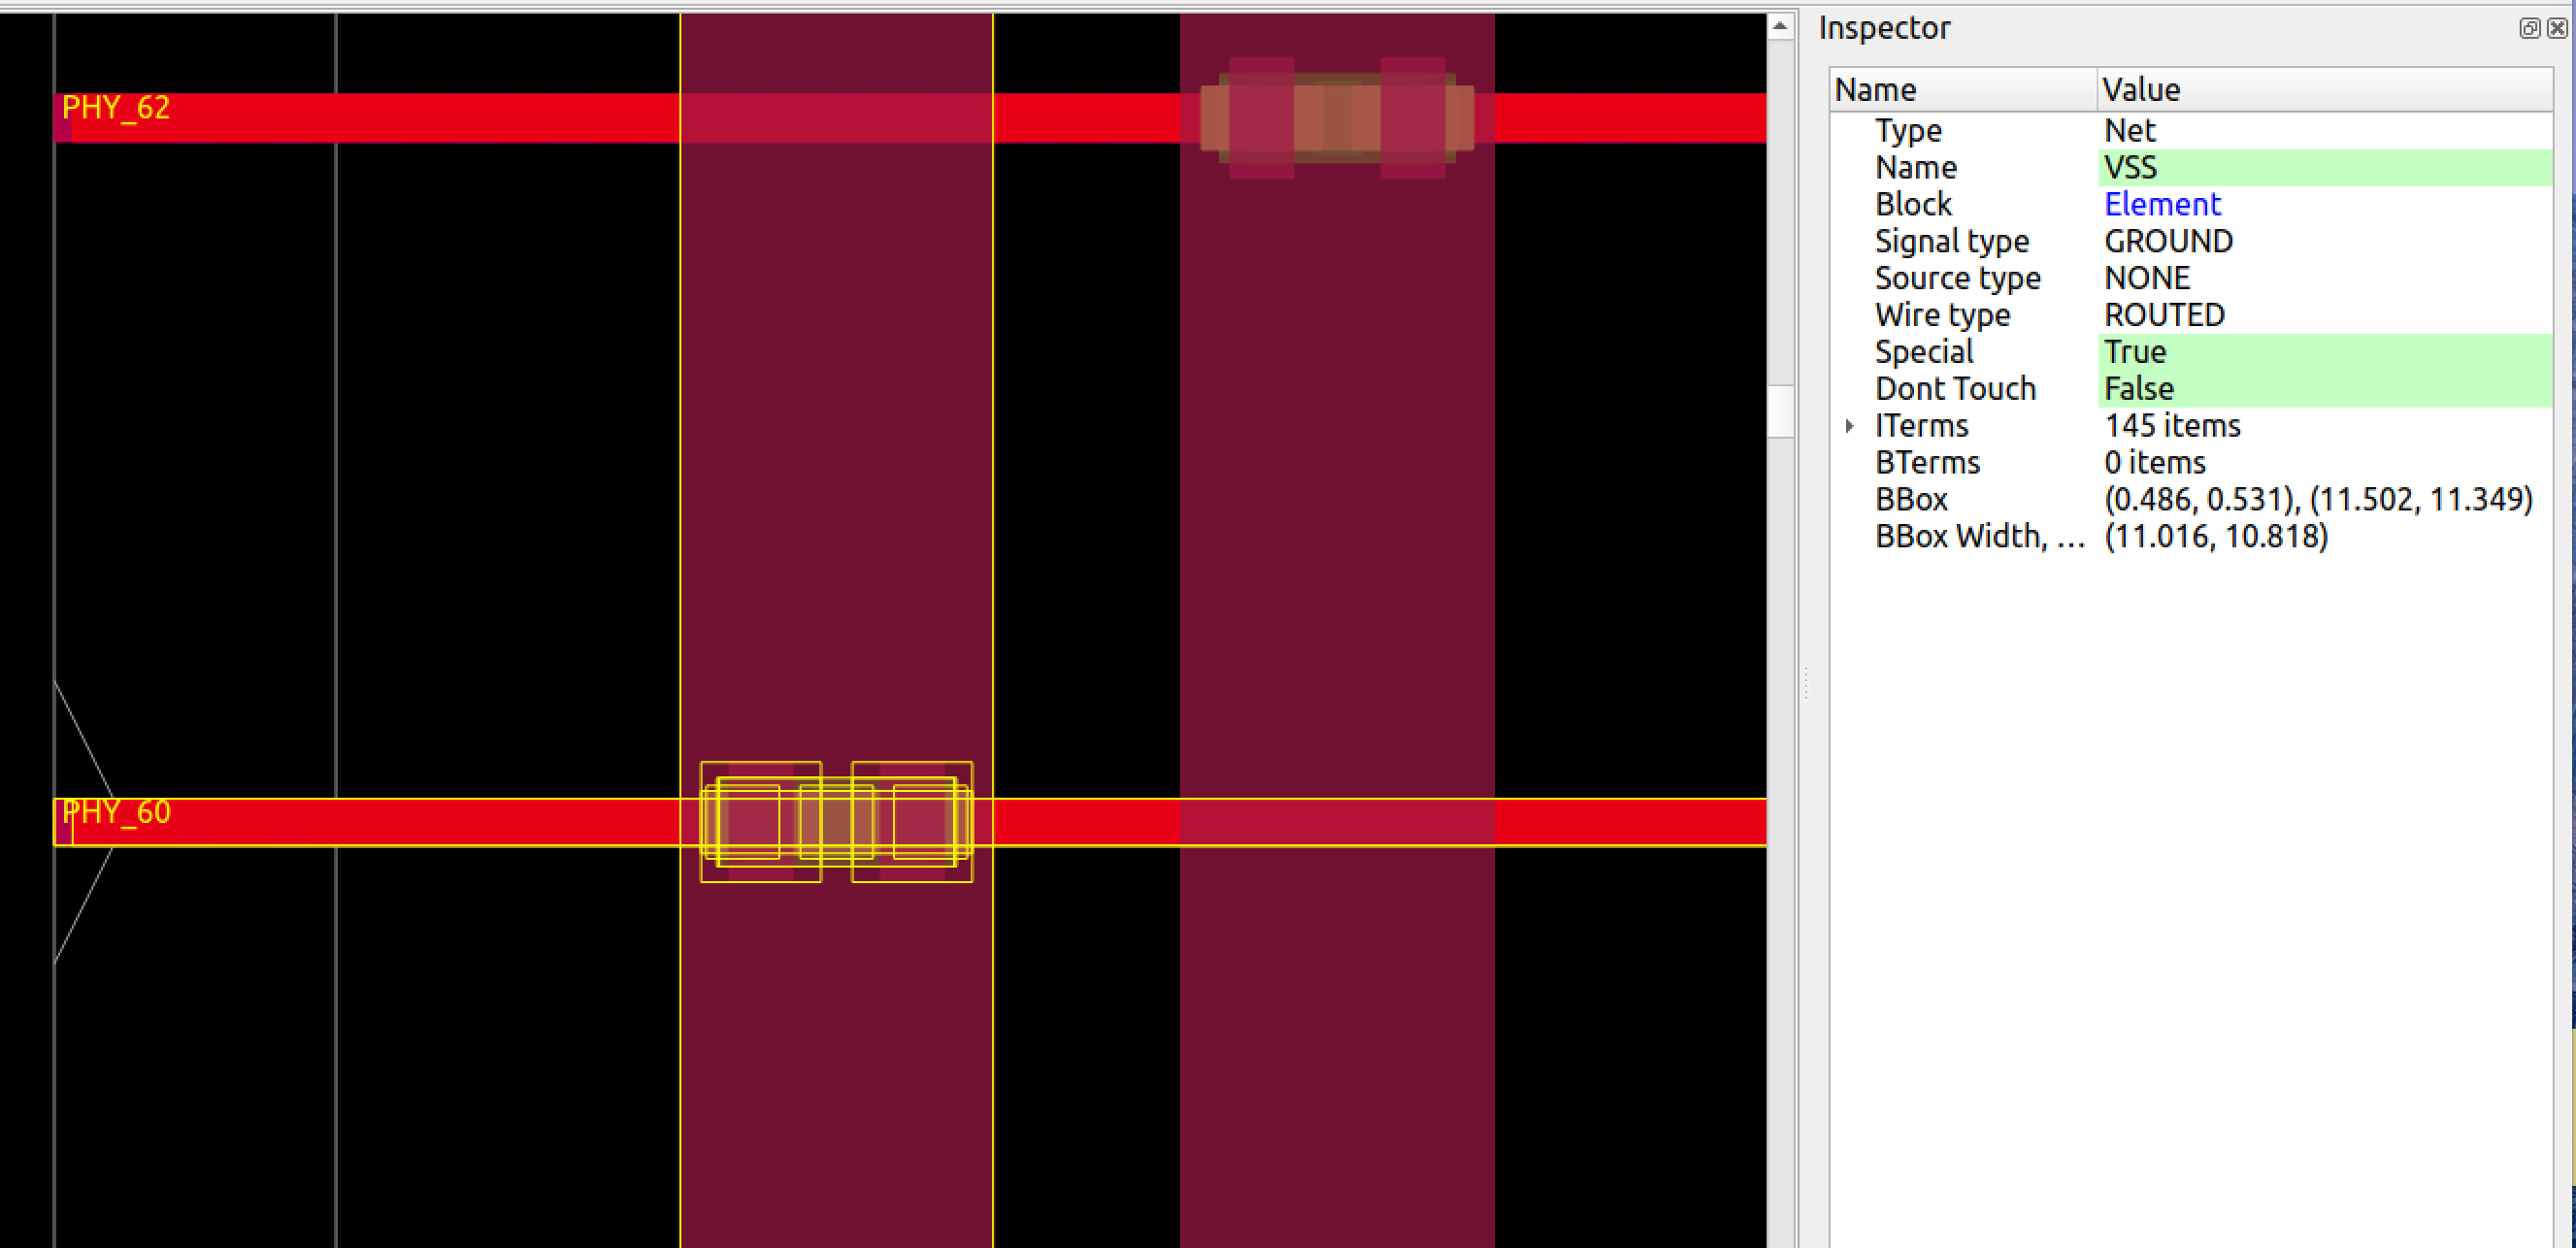 PHY_62
PHY_60
Inspector
Name Value
Type Net
Name VSS
Block Element
Signal type GROUND
Source type NONE
Wire type ROUTED
Special True
Dont Touch False
ITerms 145 items
BTerms 0 items
BBox (0.486, 0.531), (11.502, 11.349)
BBox Width, ... (11.016, 10.818)